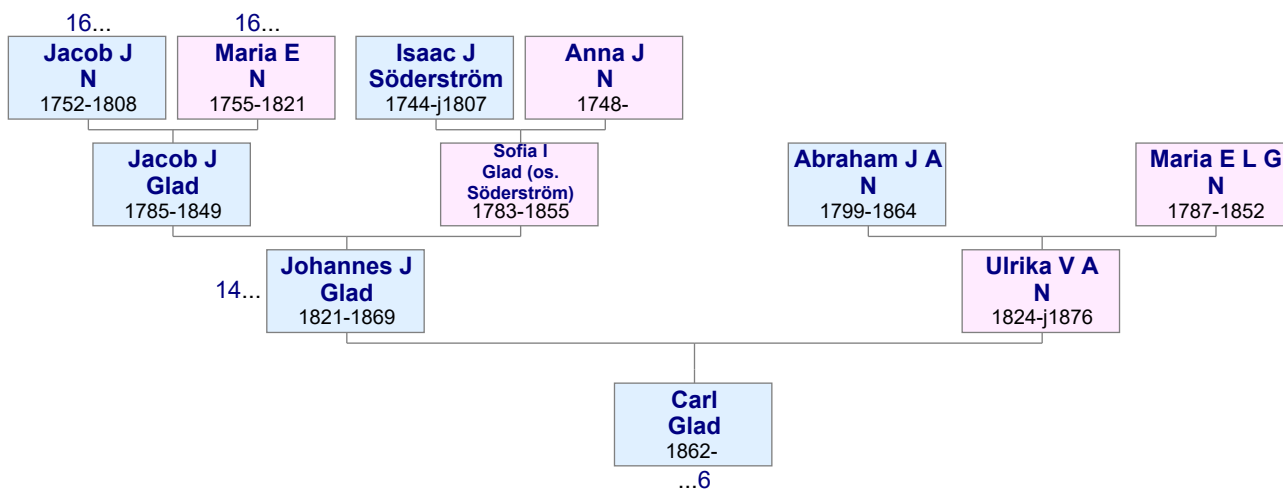 16...
16...
Jacob J
N
1752-1808
Maria E
N
1755-1821
Isaac J
Söderström
1744-j1807
Anna J
N
1748-
Jacob J
Glad
1785-1849
Sofia I
Glad (os.
Söderström)
1783-1855
Abraham J A
N
1799-1864
Maria E L G
N
1787-1852
14...
Johannes J
Glad
1821-1869
Ulrika V A
N
1824-j1876
Carl
Glad
1862-
...6